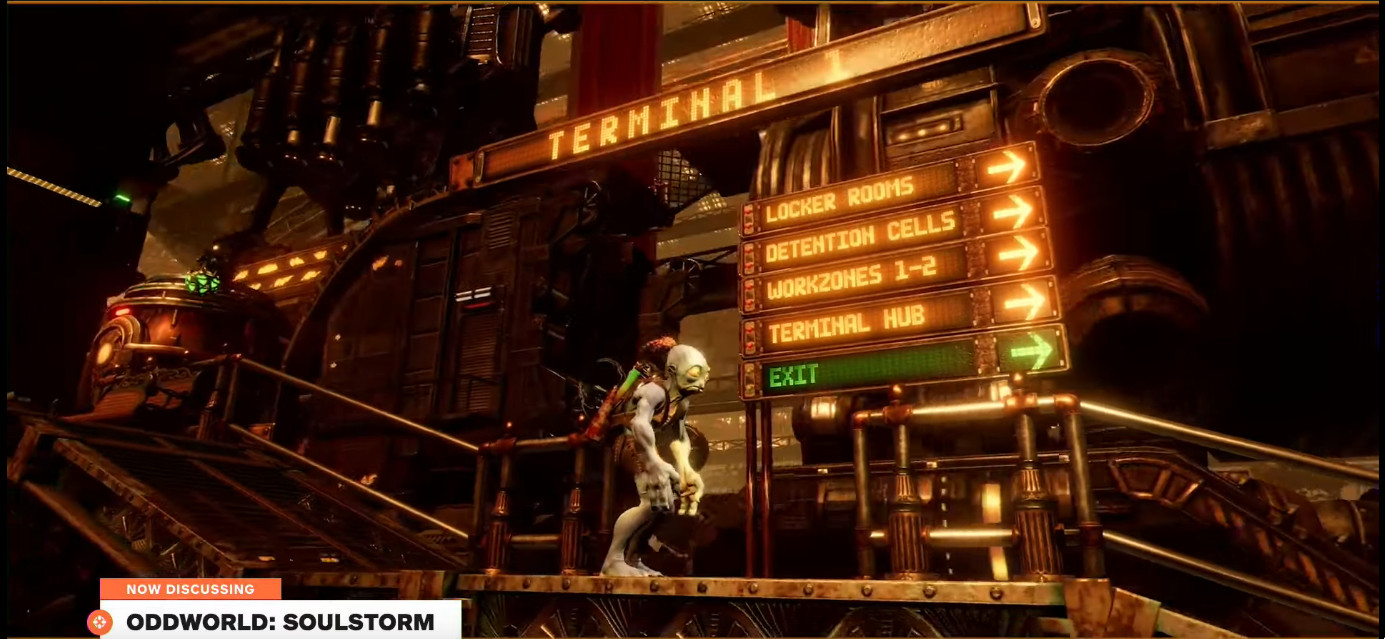 TERMINAL 1
LOCKER ROOMS
DETENTION CELLS
WORKZONES 1-2
TERMINAL HUB
EXIT
NOW DISCUSSING
ODDWORLD: SOULSTORM